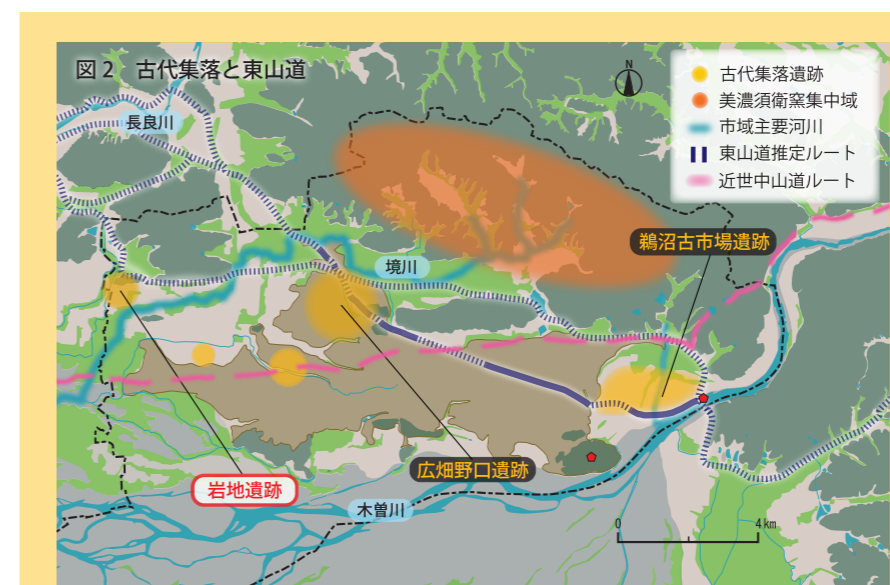 図2　古代集落と東山道
N
古代集落遺跡
美濃須衛窯集中域
市域主要河川
東山道推定ルート
近世中山道ルート
長良川
鵜沼古市場遺跡
境川
広畑野口遺跡
岩地遺跡
木曽川
0 4km